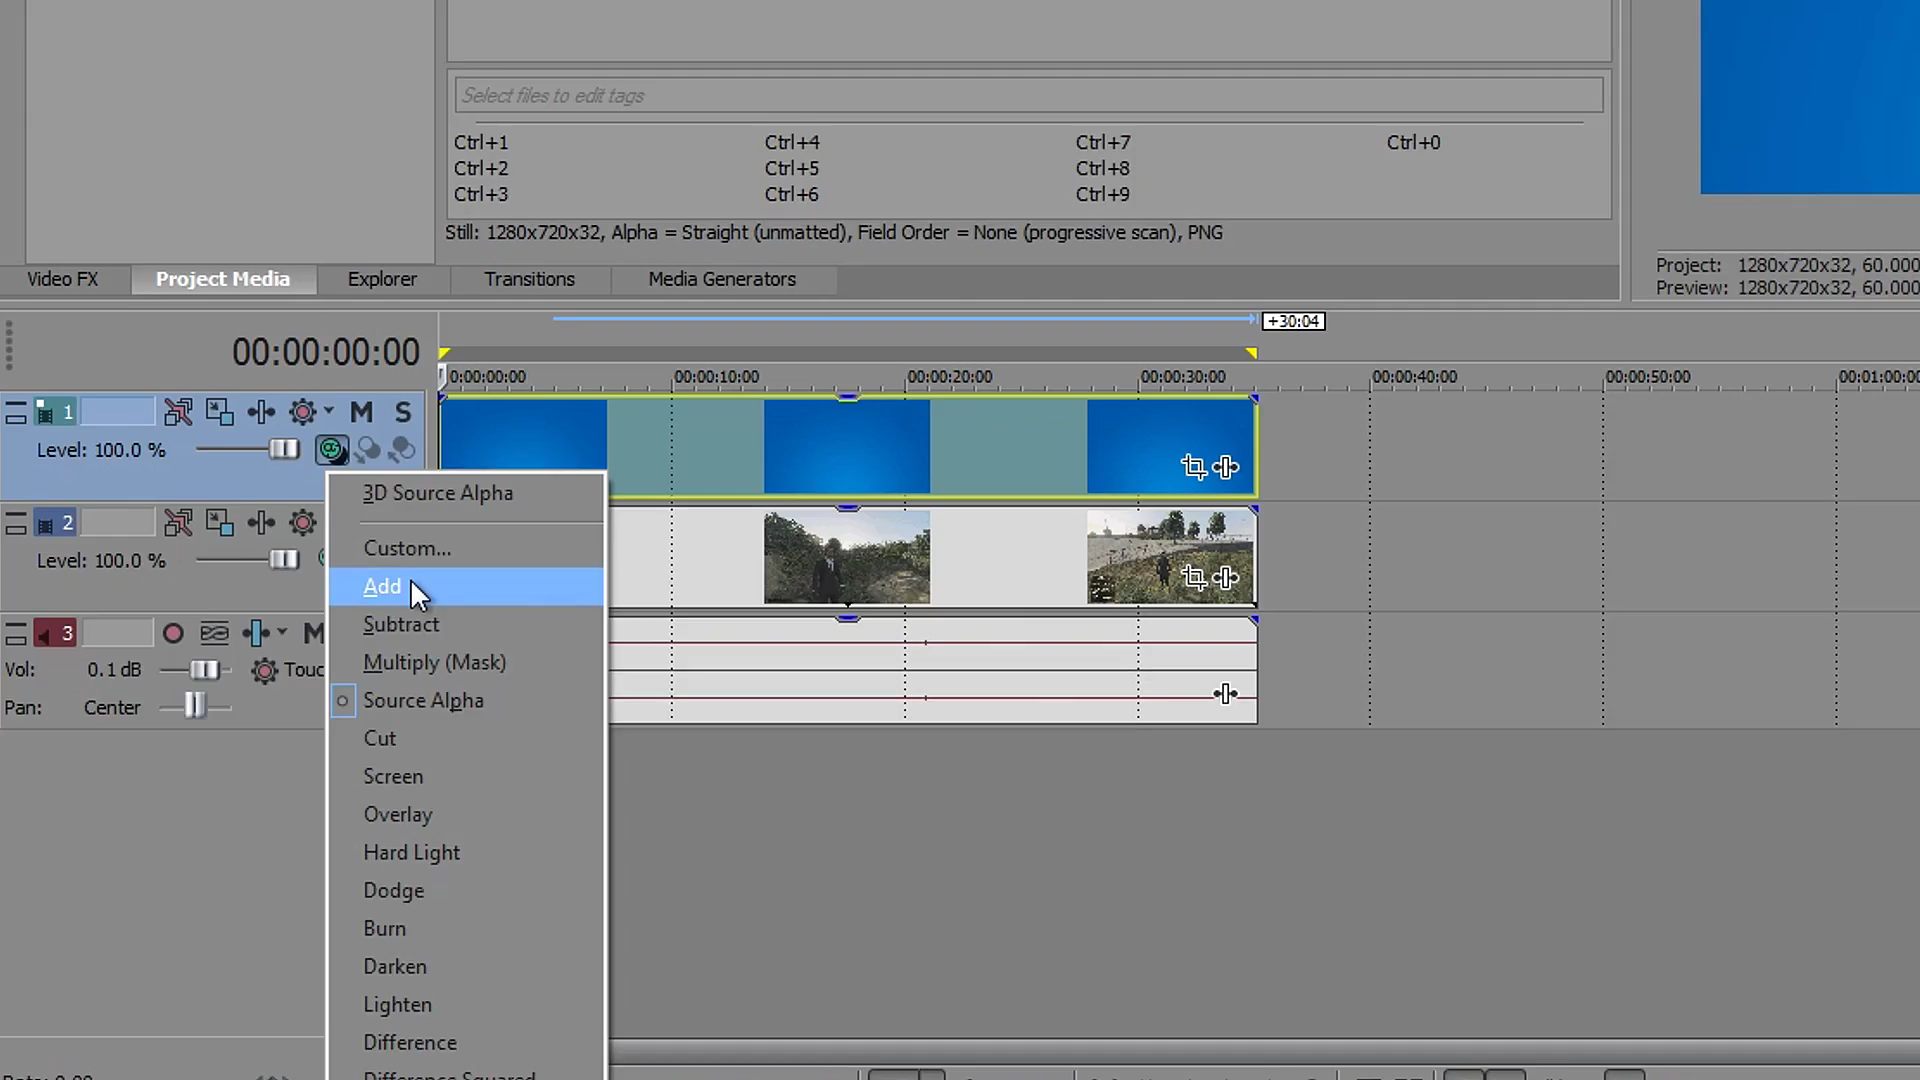 Select files to edit tags
Ctrl+1 Ctrl+4 Ctrl+7 Ctrl+0
Ctrl+2 Ctrl+5 Ctrl+8
Ctrl+3 Ctrl+6 Ctrl+9
Still: 1280x720x32, Alpha = Straight (unmatted), Field Order = None (progressive scan), PNG
Video FX Project Media Explorer Transitions Media Generators
Project: 1280x720x32, 60.000
Preview: 1280x720x32, 60.000
+30:04
00:00:00:00
0:00:00:00 00:00:10:00 00:00:20:00 00:00:30:00 00:00:40:00 00:00:50:00 00:01:00:00
1 M S
Level: 100.0 %
2
Level: 100.0 %
3 M
Vol: 0.1 dB Touc
Pan: Center
3D Source Alpha
Custom...
Add
Subtract
Multiply (Mask)
Source Alpha
Cut
Screen
Overlay
Hard Light
Dodge
Burn
Darken
Lighten
Difference
Difference Squared